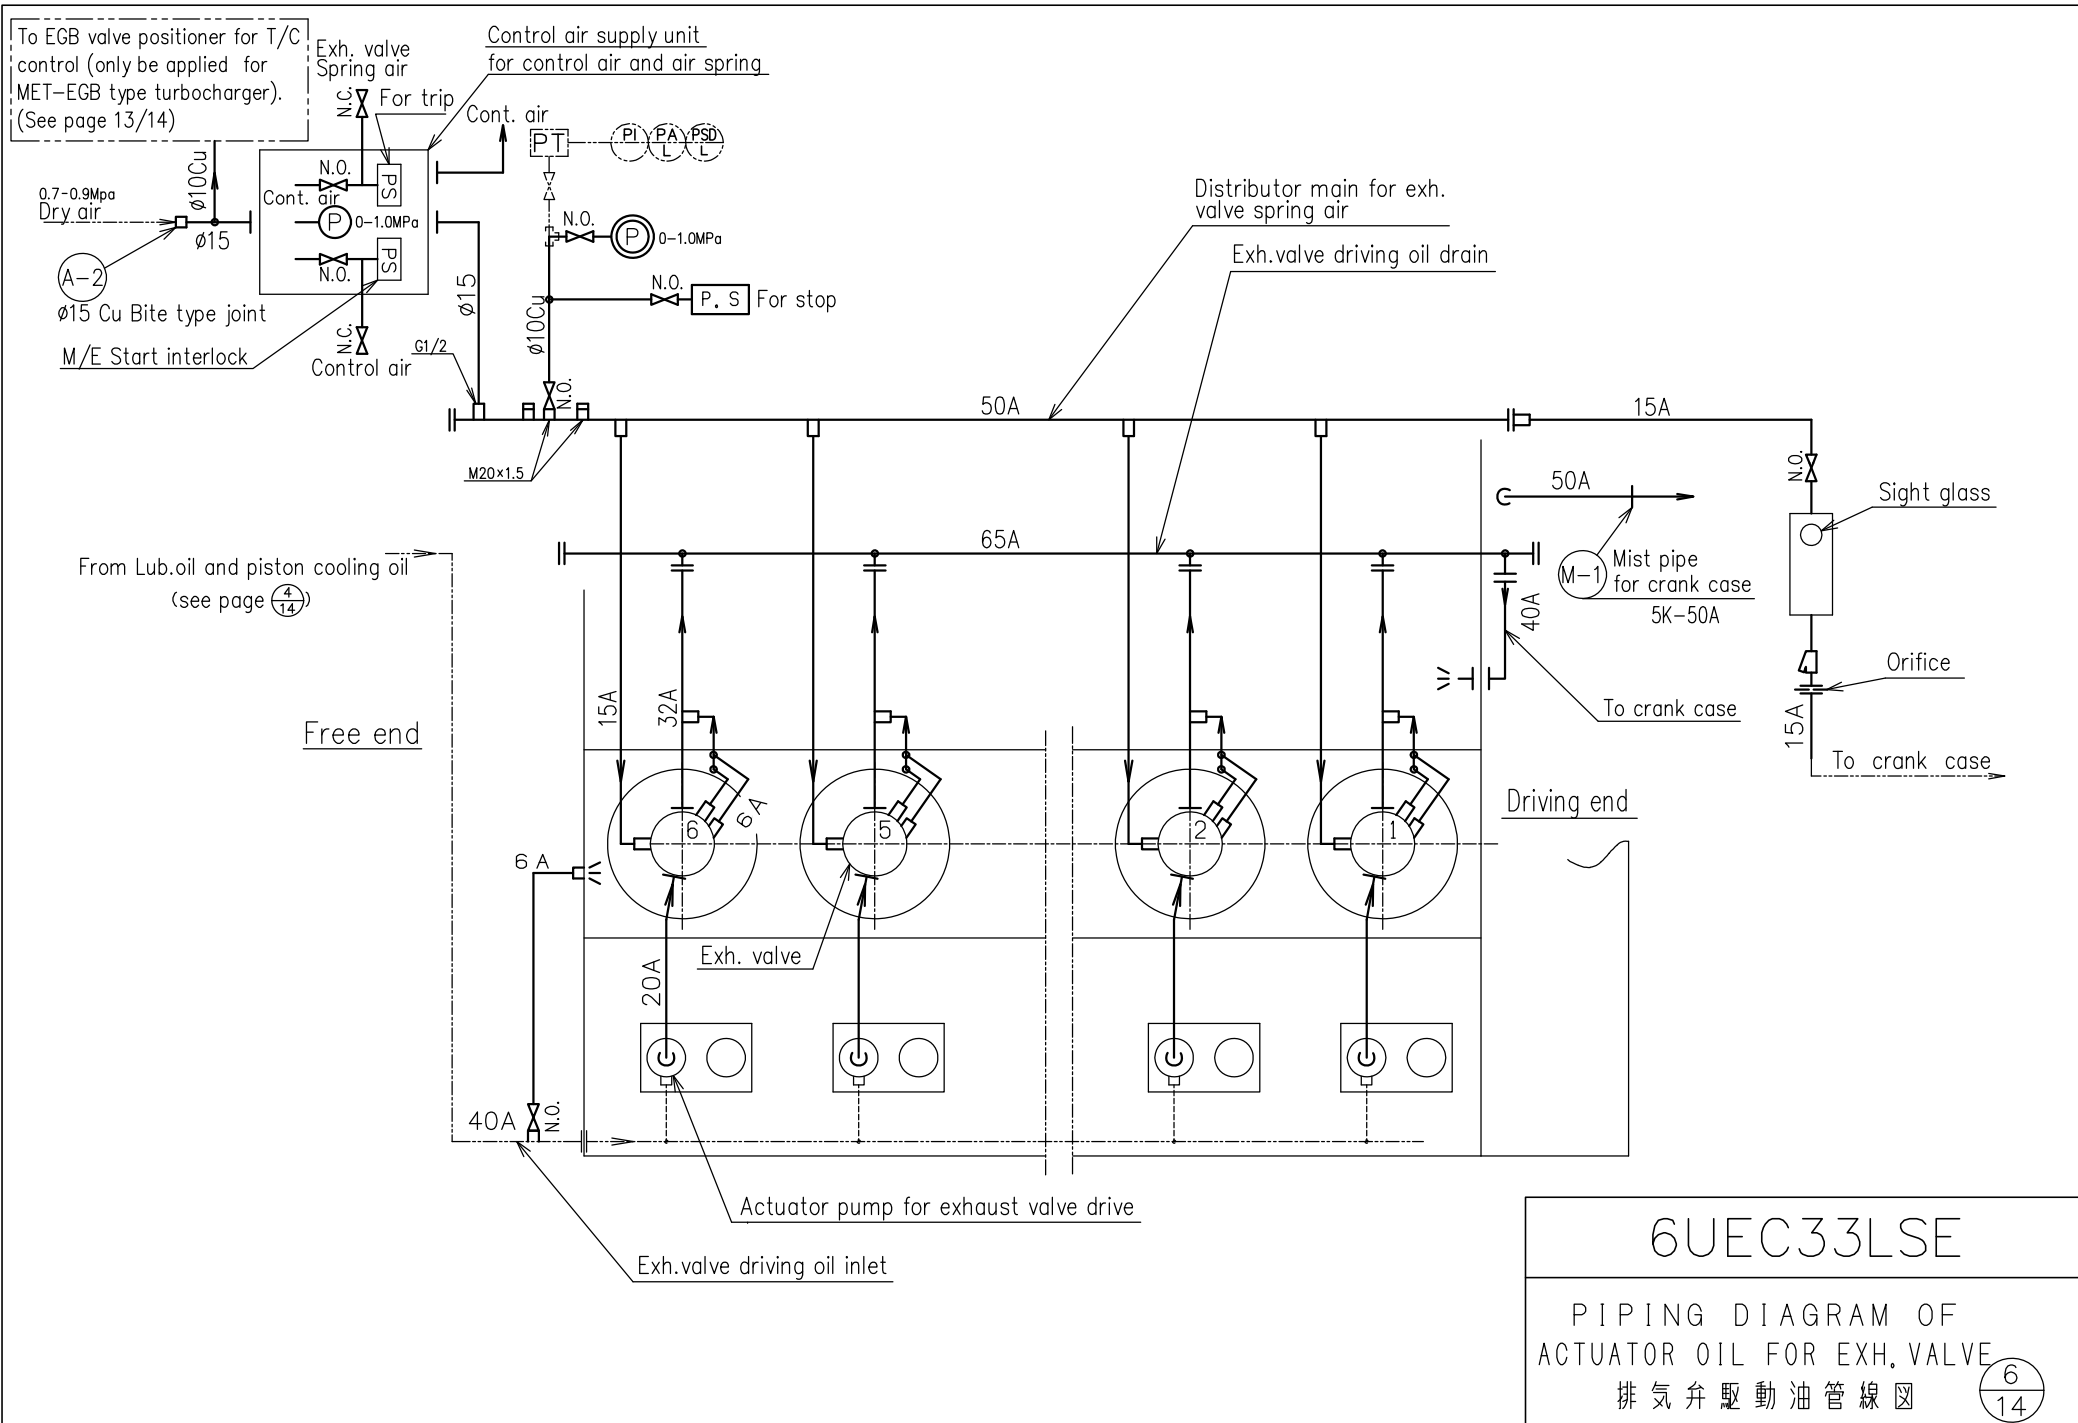 To EGB valve positioner for T/C
control (only be applied for
MET-EGB type turbocharger).
(See page 13/14)
Exh. valve
Spring air
Control air supply unit
for control air and air spring
N.C.
For trip
Cont. air
PT
PI
PA
L
PSD
L
ø10Cu
N.O.
PS
Cont. air
0.7-0.9Mpa
Dry air
ø15
P
0-1.0MPa
N.O.
PS
A-2
ø15 Cu Bite type joint
M/E Start interlock
N.C.
Control air
ø15
G1/2
N.O.
P
0-1.0MPa
N.O.
P. S
For stop
ø10Cu
N.O.
M20×1.5
Distributor main for exh.
valve spring air
Exh.valve driving oil drain
50A
15A
N.O.
50A
Sight glass
M-1
Mist pipe
for crank case
5K-50A
65A
40A
From Lub.oil and piston cooling oil
(see page 4/14)
Orifice
15A
To crank case
To crank case
Free end
15A
32A
6A
6
5
2
1
Driving end
6A
Exh. valve
20A
40A
N.O.
Actuator pump for exhaust valve drive
Exh.valve driving oil inlet
6UEC33LSE
PIPING DIAGRAM OF
ACTUATOR OIL FOR EXH. VALVE
排気弁駆動油管線図
6
14